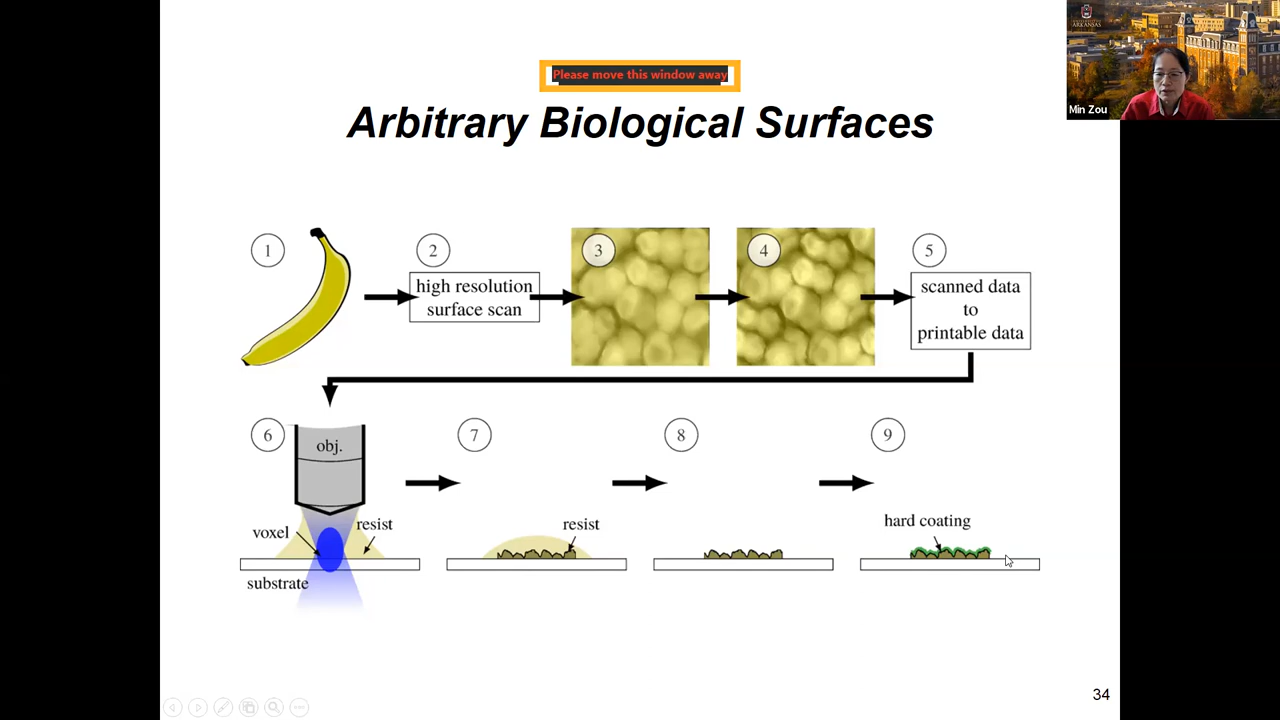 Please move this window away
ARKANSAS
Min Zou
Arbitrary Biological Surfaces
1
2
high resolution
surface scan
3
4
5
scanned data
to
printable data
6
obj.
voxel
resist
substrate
7
resist
8
9
hard coating
34